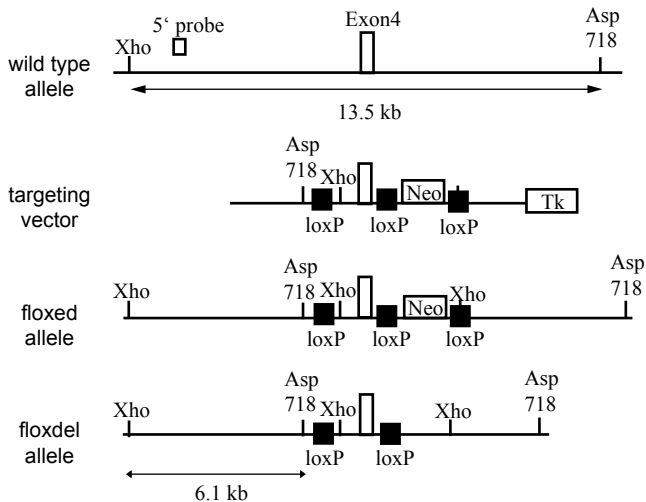 5‘ probe
Exon4
Asp
718
Xho
wild type
allele
13.5 kb
Asp
718
Xho
targeting
vector
Neo
Tk
loxP
loxP
loxP
Asp
718
Asp
718
Xho
Xho
Xho
floxed
allele
Neo
loxP
loxP
loxP
Asp
718
Asp
718
Xho
Xho
Xho
floxdel
allele
loxP
loxP
6.1 kb